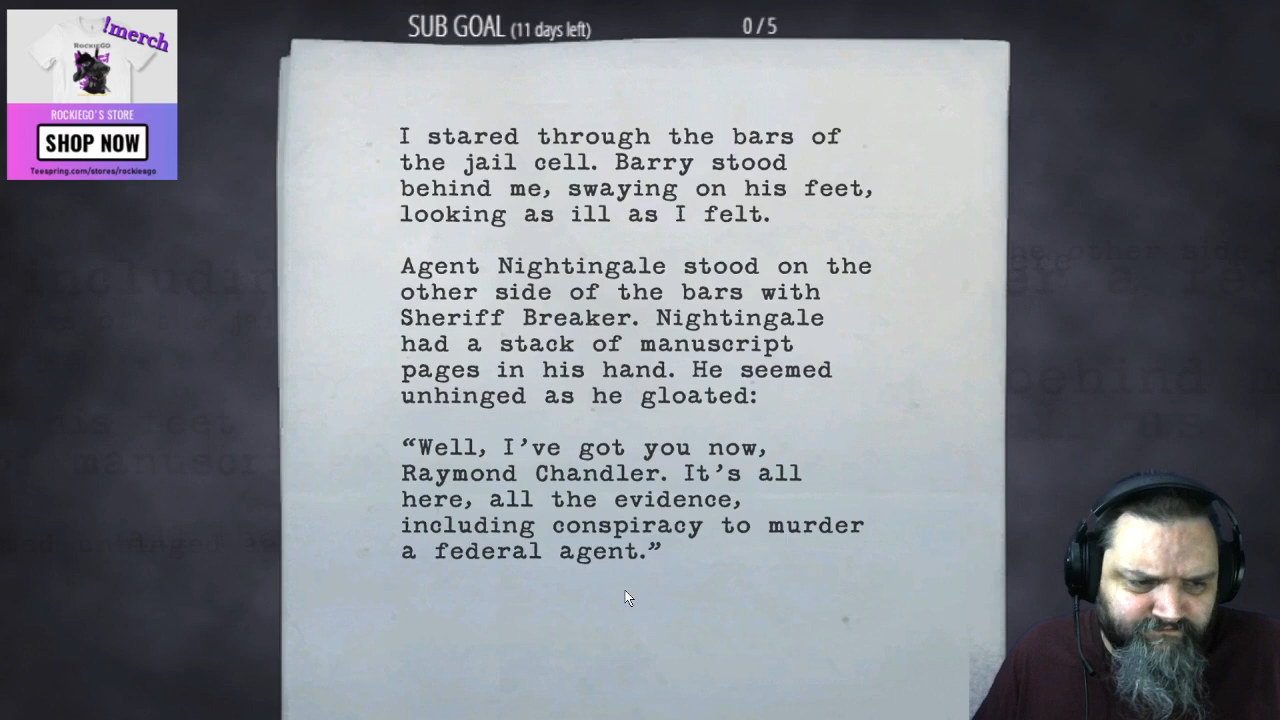 SUB GOAL (11 days left) 0 / 5
!merch
ROCKIEGO
ROCKIEGO'S STORE
SHOP NOW
Teespring.com/stores/rockiesgo
I stared through the bars of
the jail cell. Barry stood
behind me, swaying on his feet,
looking as ill as I felt.
Agent Nightingale stood on the
other side of the bars with
Sheriff Breaker. Nightingale
had a stack of manuscript
pages in his hand. He seemed
unhinged as he gloated:
“Well, I’ve got you now,
Raymond Chandler. It’s all
here, all the evidence,
including conspiracy to murder
a federal agent.”